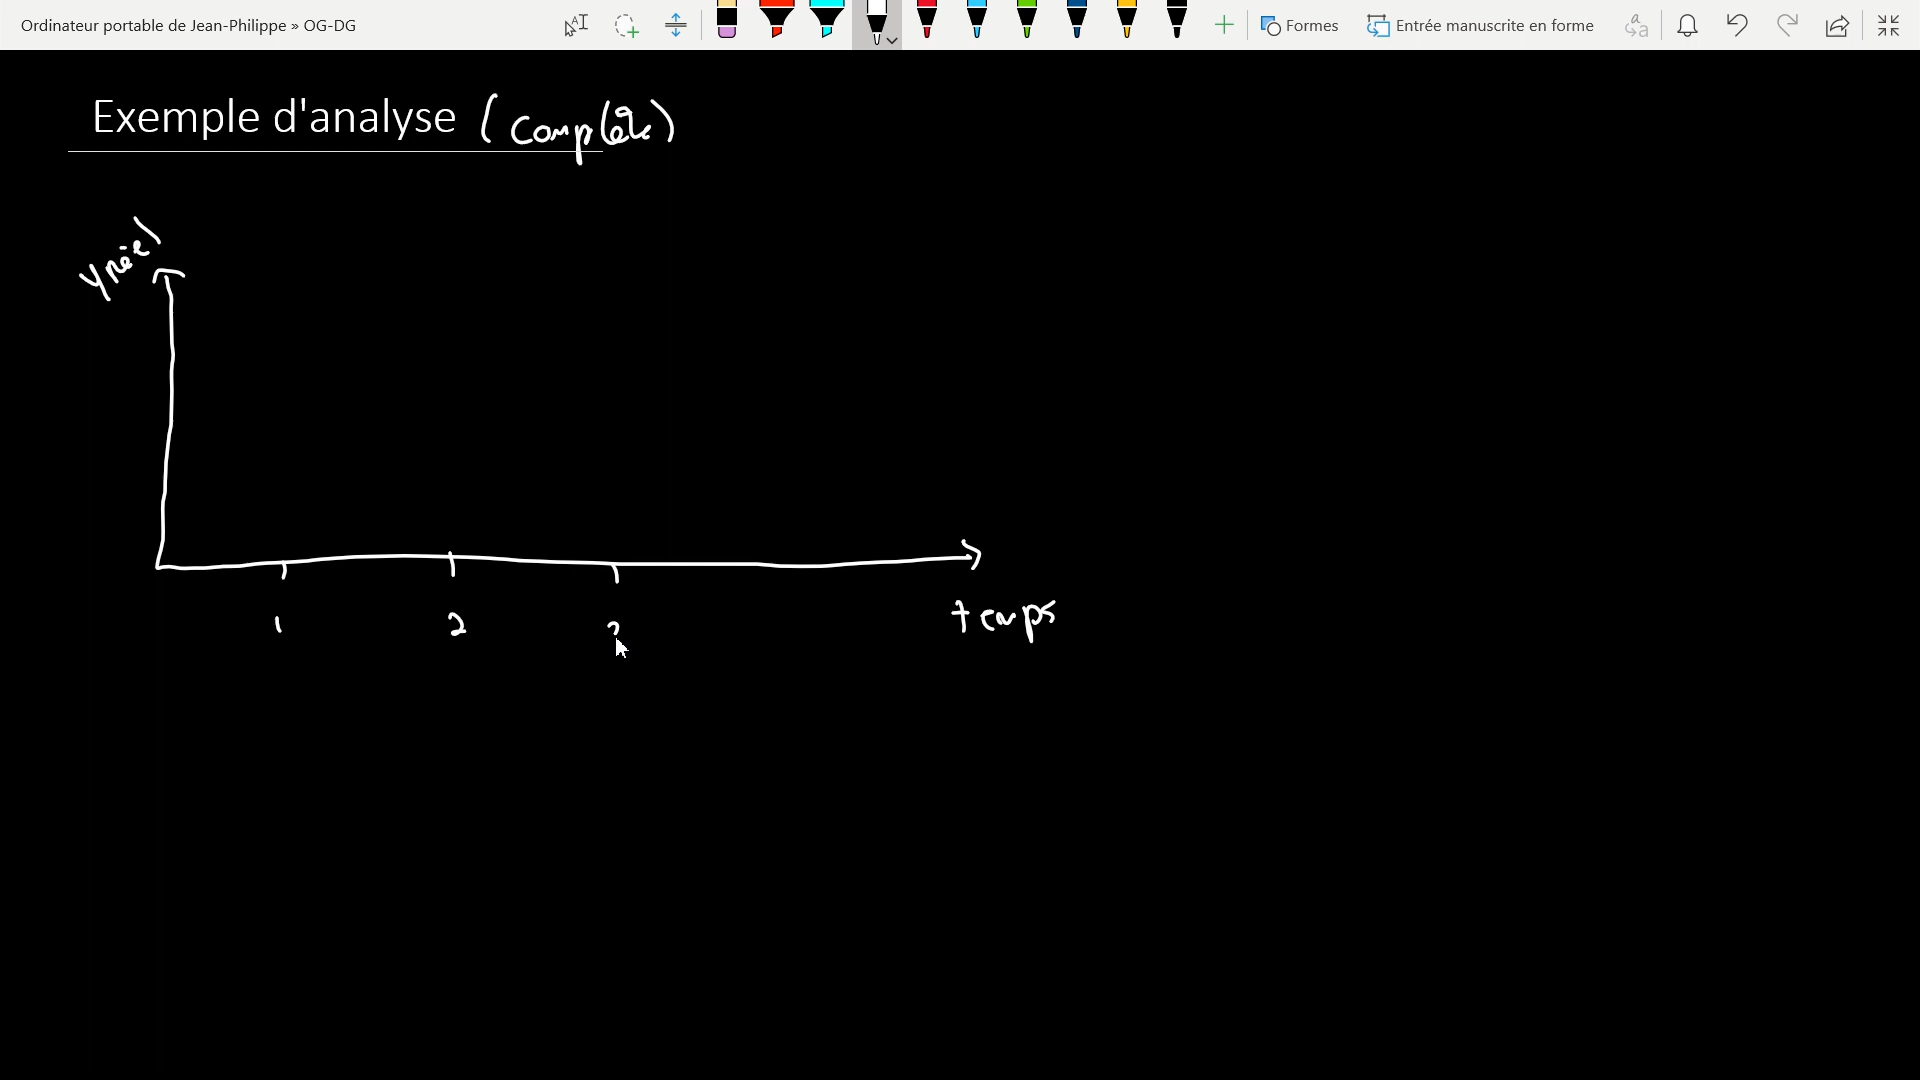 Ordinateur portable de Jean-Philippe » OG-DG
Formes
Entrée manuscrite en forme
Exemple d'analyse (complète)
Yréel
1 2
temps